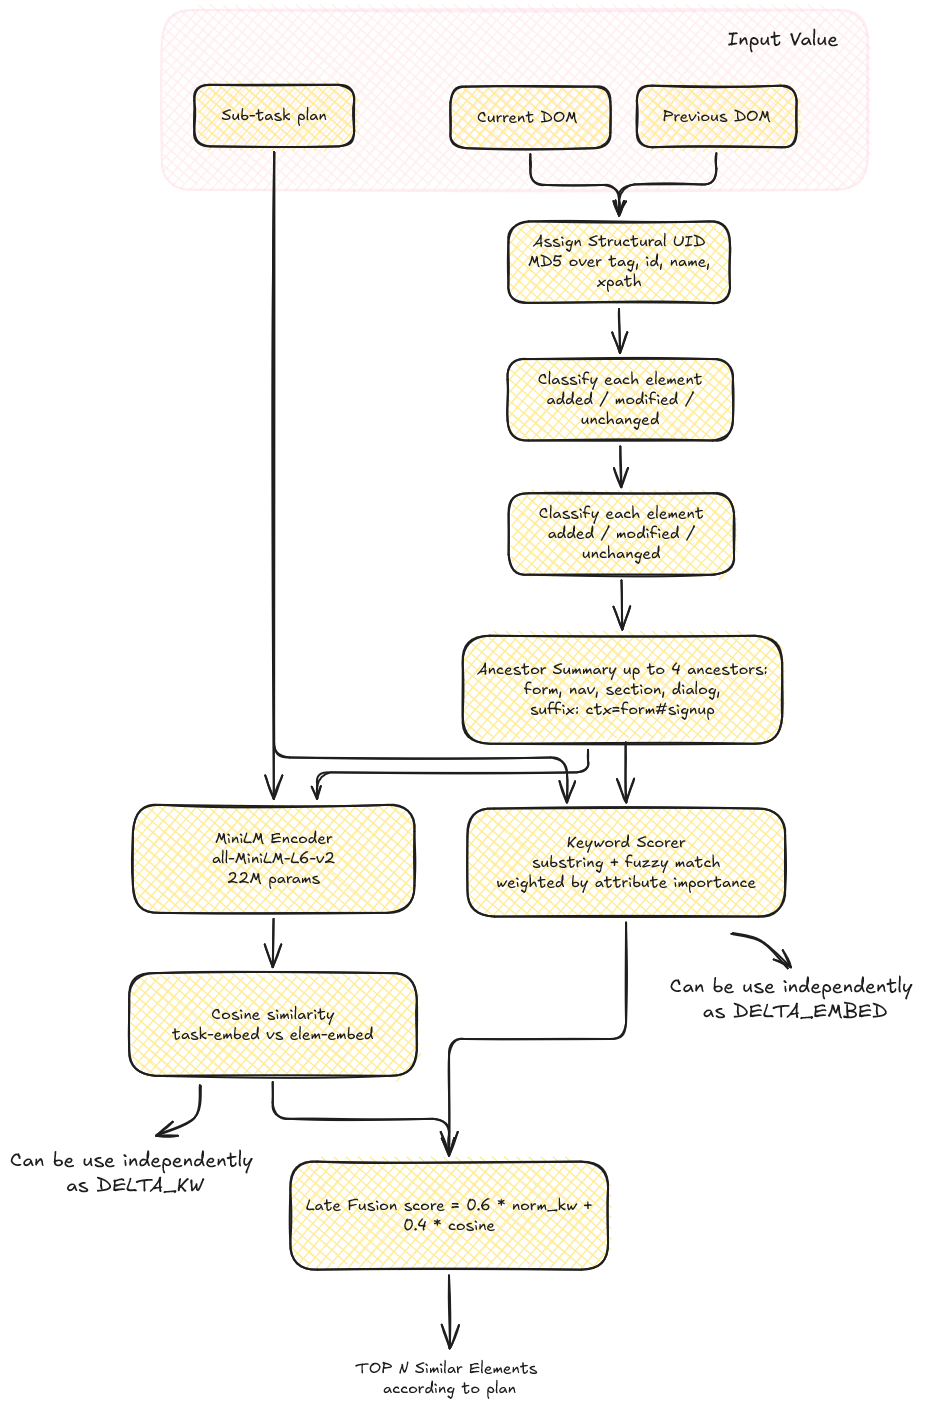 Input Value
Sub-task plan
Current DOM
Previous DOM
Assign Structural UID
MD5 over tag, id, name,
xpath
Classify each element
added / modified /
unchanged
Classify each element
added / modified /
unchanged
Ancestor Summary up to 4 ancestors:
form, nav, section, dialog,
suffix: ctx=form#signup
MiniLM Encoder
all-MiniLM-L6-v2
22M params
Keyword Scorer
substring + fuzzy match
weighted by attribute importance
Cosine similarity
task-embed vs elem-embed
Can be use independently
as DELTA_EMBED
Can be use independently
as DELTA_KW
Late Fusion score = 0.6 * norm_kw +
0.4 * cosine
TOP N Similar Elements
according to plan